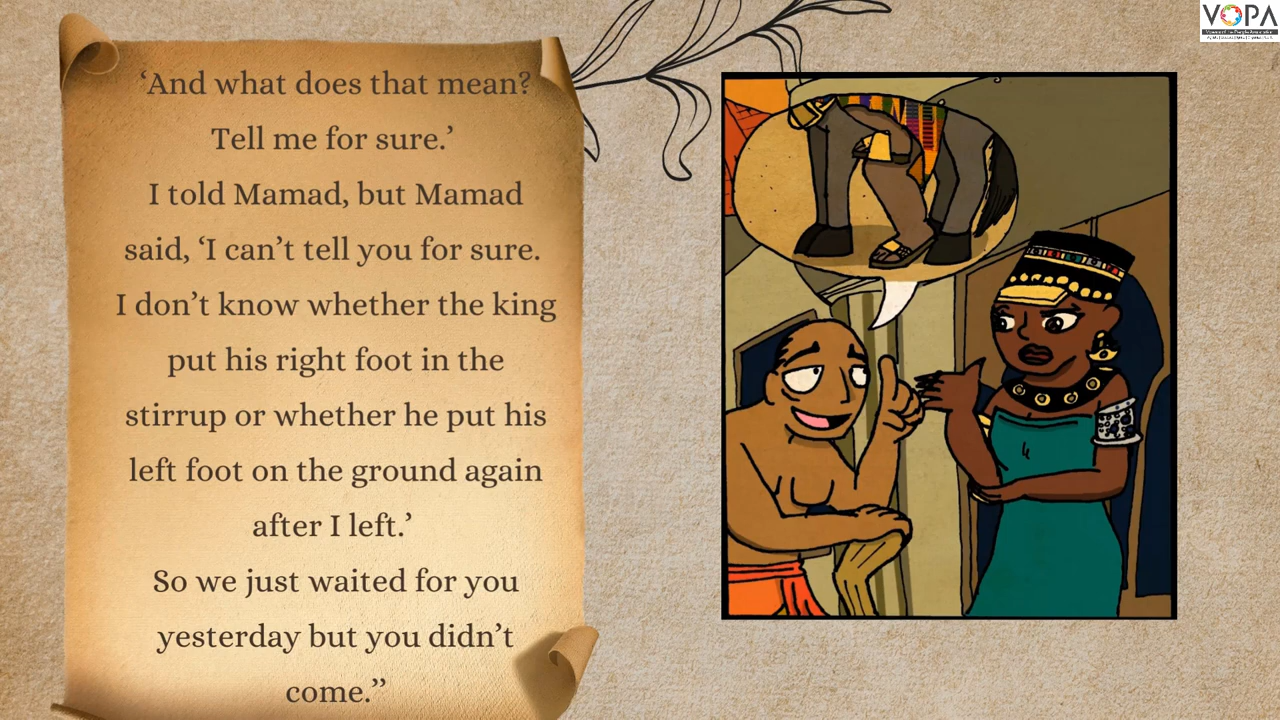 ‘And what does that mean?
Tell me for sure.’
I told Mamad, but Mamad
said, ‘I can’t tell you for sure.
I don’t know whether the king
put his right foot in the
stirrup or whether he put his
left foot on the ground again
after I left.’
So we just waited for you
yesterday but you didn’t
come.”
VOPA